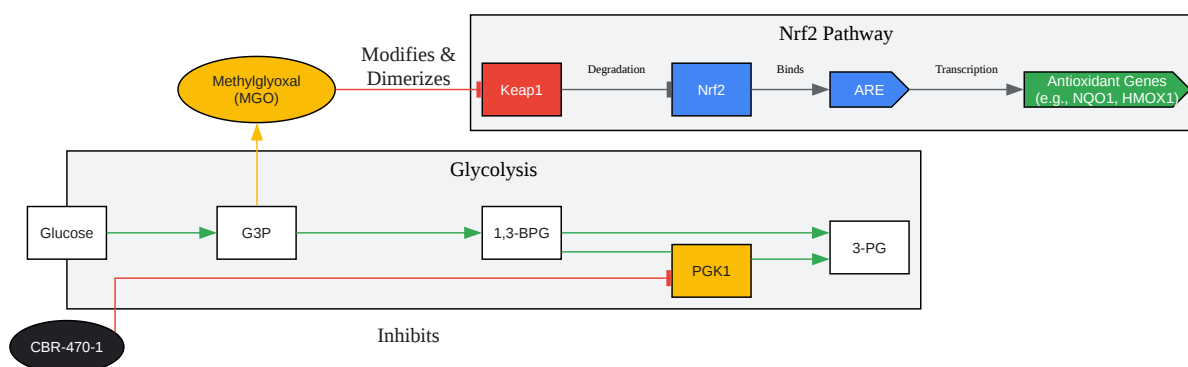 Nrf2 Pathway
Modifies &
Dimerizes
Methylglyoxal
(MGO)
Keap1
Degradation
Nrf2
Binds
ARE
Transcription
Antioxidant Genes
(e.g., NQO1, HMOX1)
Glycolysis
Glucose
G3P
1,3-BPG
3-PG
PGK1
Inhibits
CBR-470-1